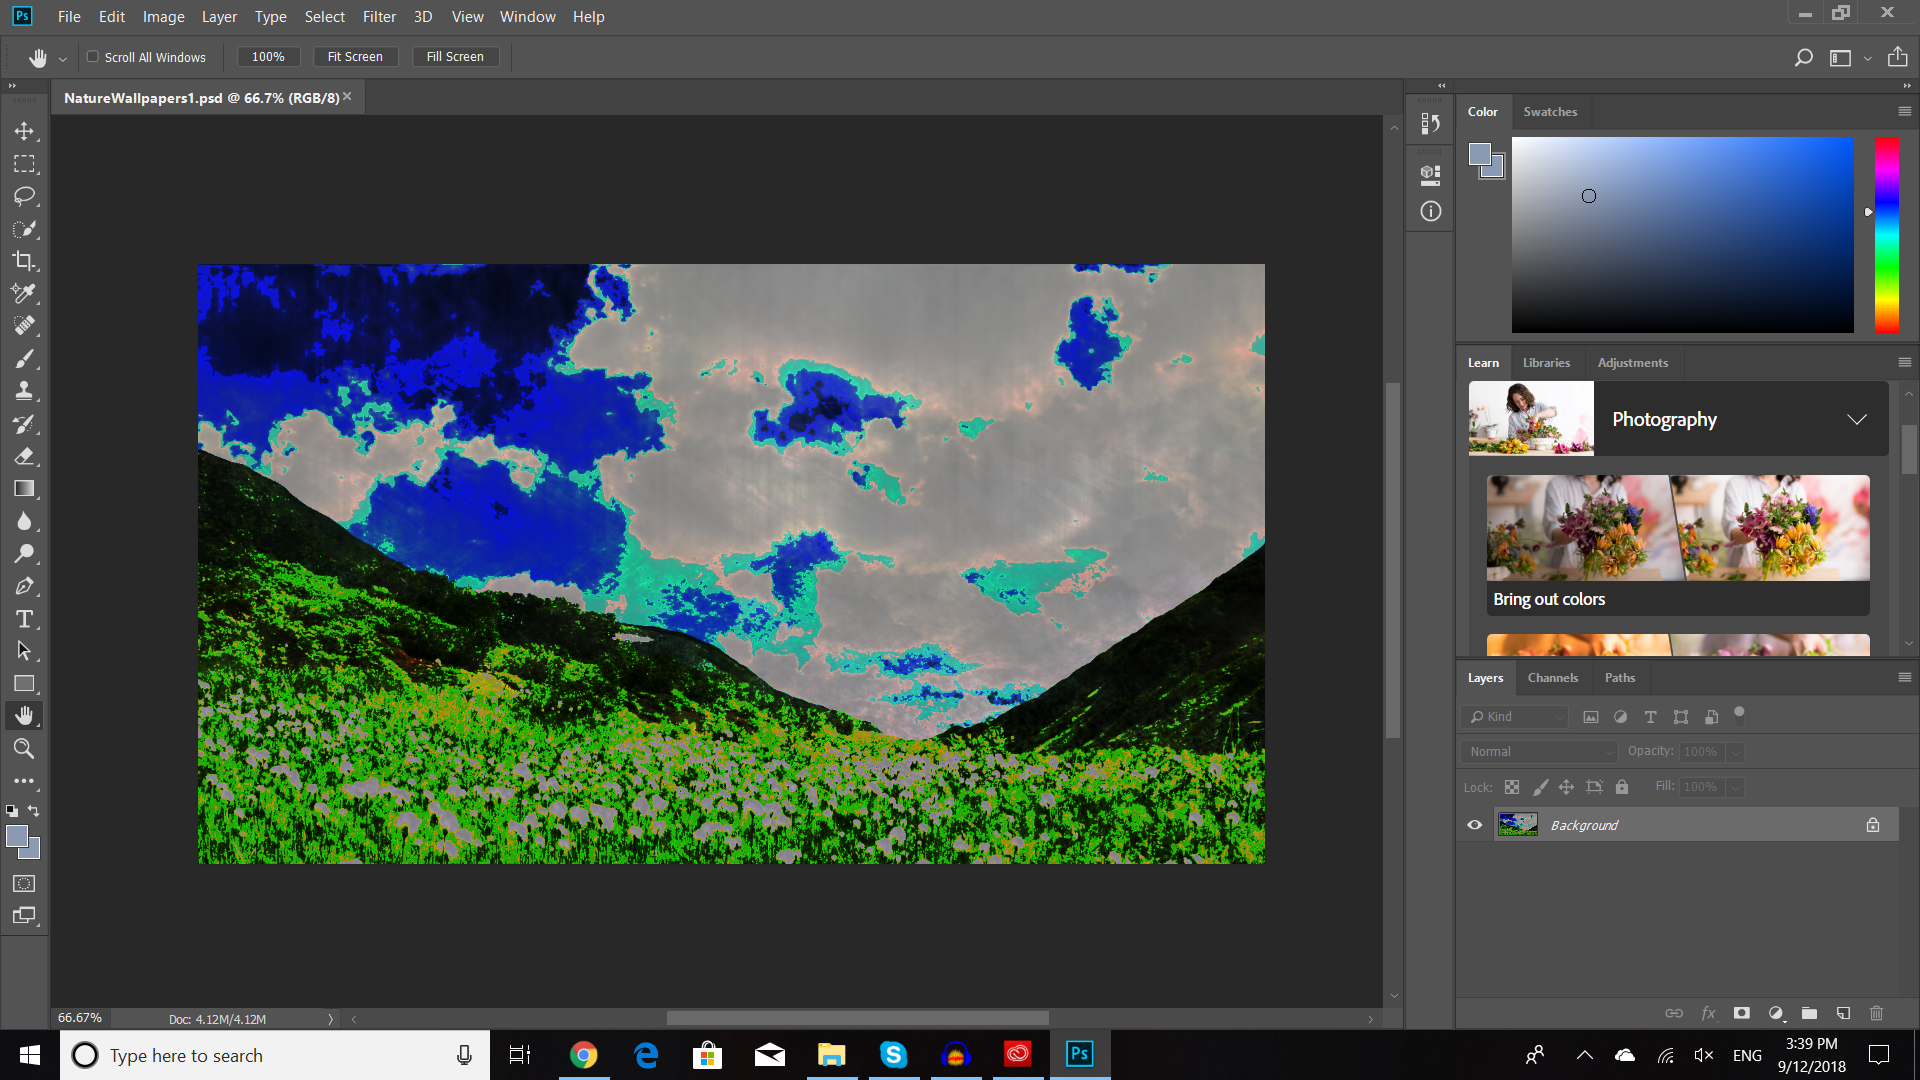 Ps File Edit Image Layer Type Select Filter 3D View Window Help
Scroll All Windows 100% Fit Screen Fill Screen
NatureWallpapers1.psd @ 66.7% (RGB/8)
Color Swatches
Learn Libraries Adjustments
Photography
Bring out colors
Layers Channels Paths
Kind
Normal Opacity: 100%
Lock: Fill: 100%
Background
66.67% Doc: 4.12M/4.12M
Type here to search
Ps
ENG
3:39 PM
9/12/2018